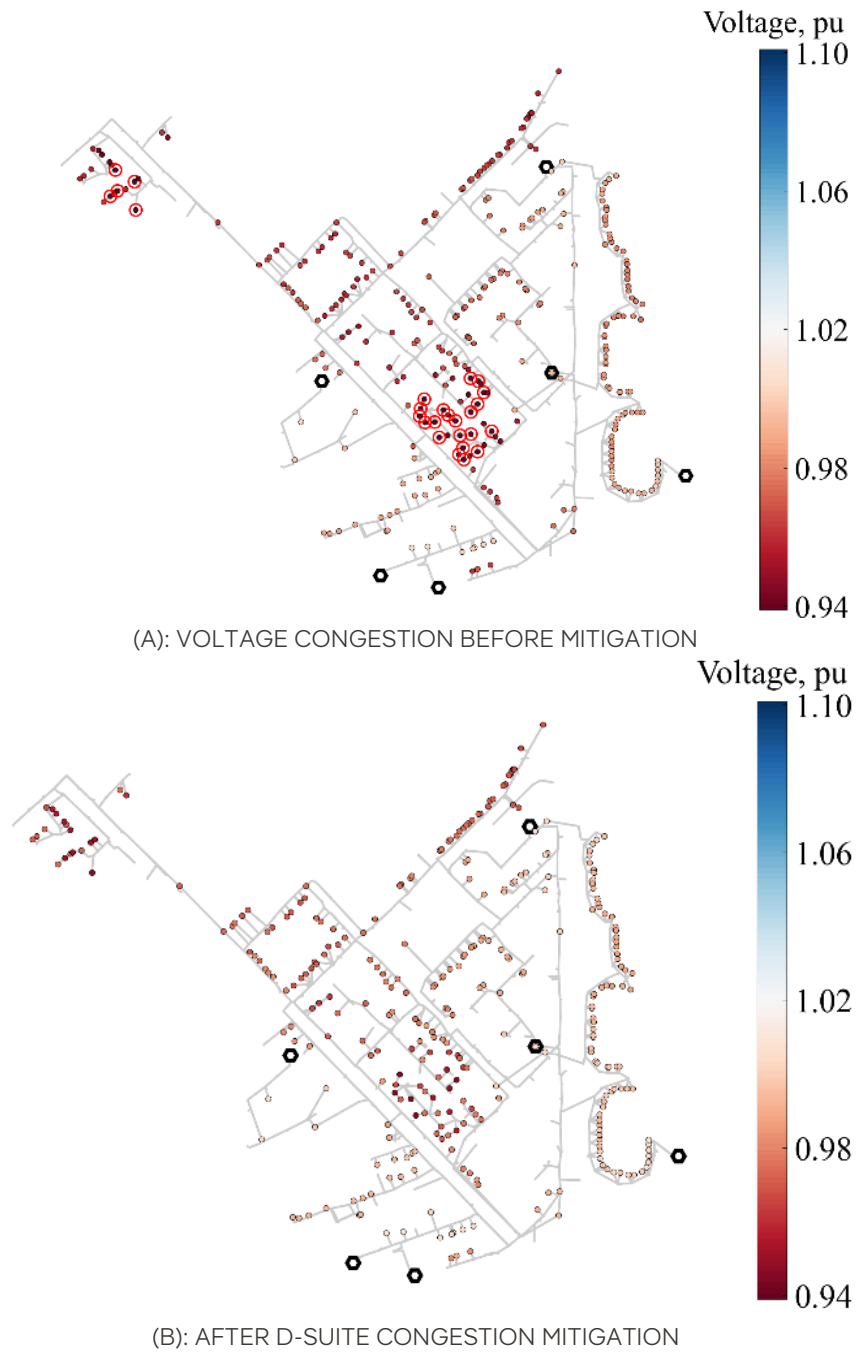 Voltage, pu
1.10
1.06
1.02
0.98
0.94
(A): VOLTAGE CONGESTION BEFORE MITIGATION
Voltage, pu
1.10
1.06
1.02
0.98
0.94
(B): AFTER D-SUITE CONGESTION MITIGATION